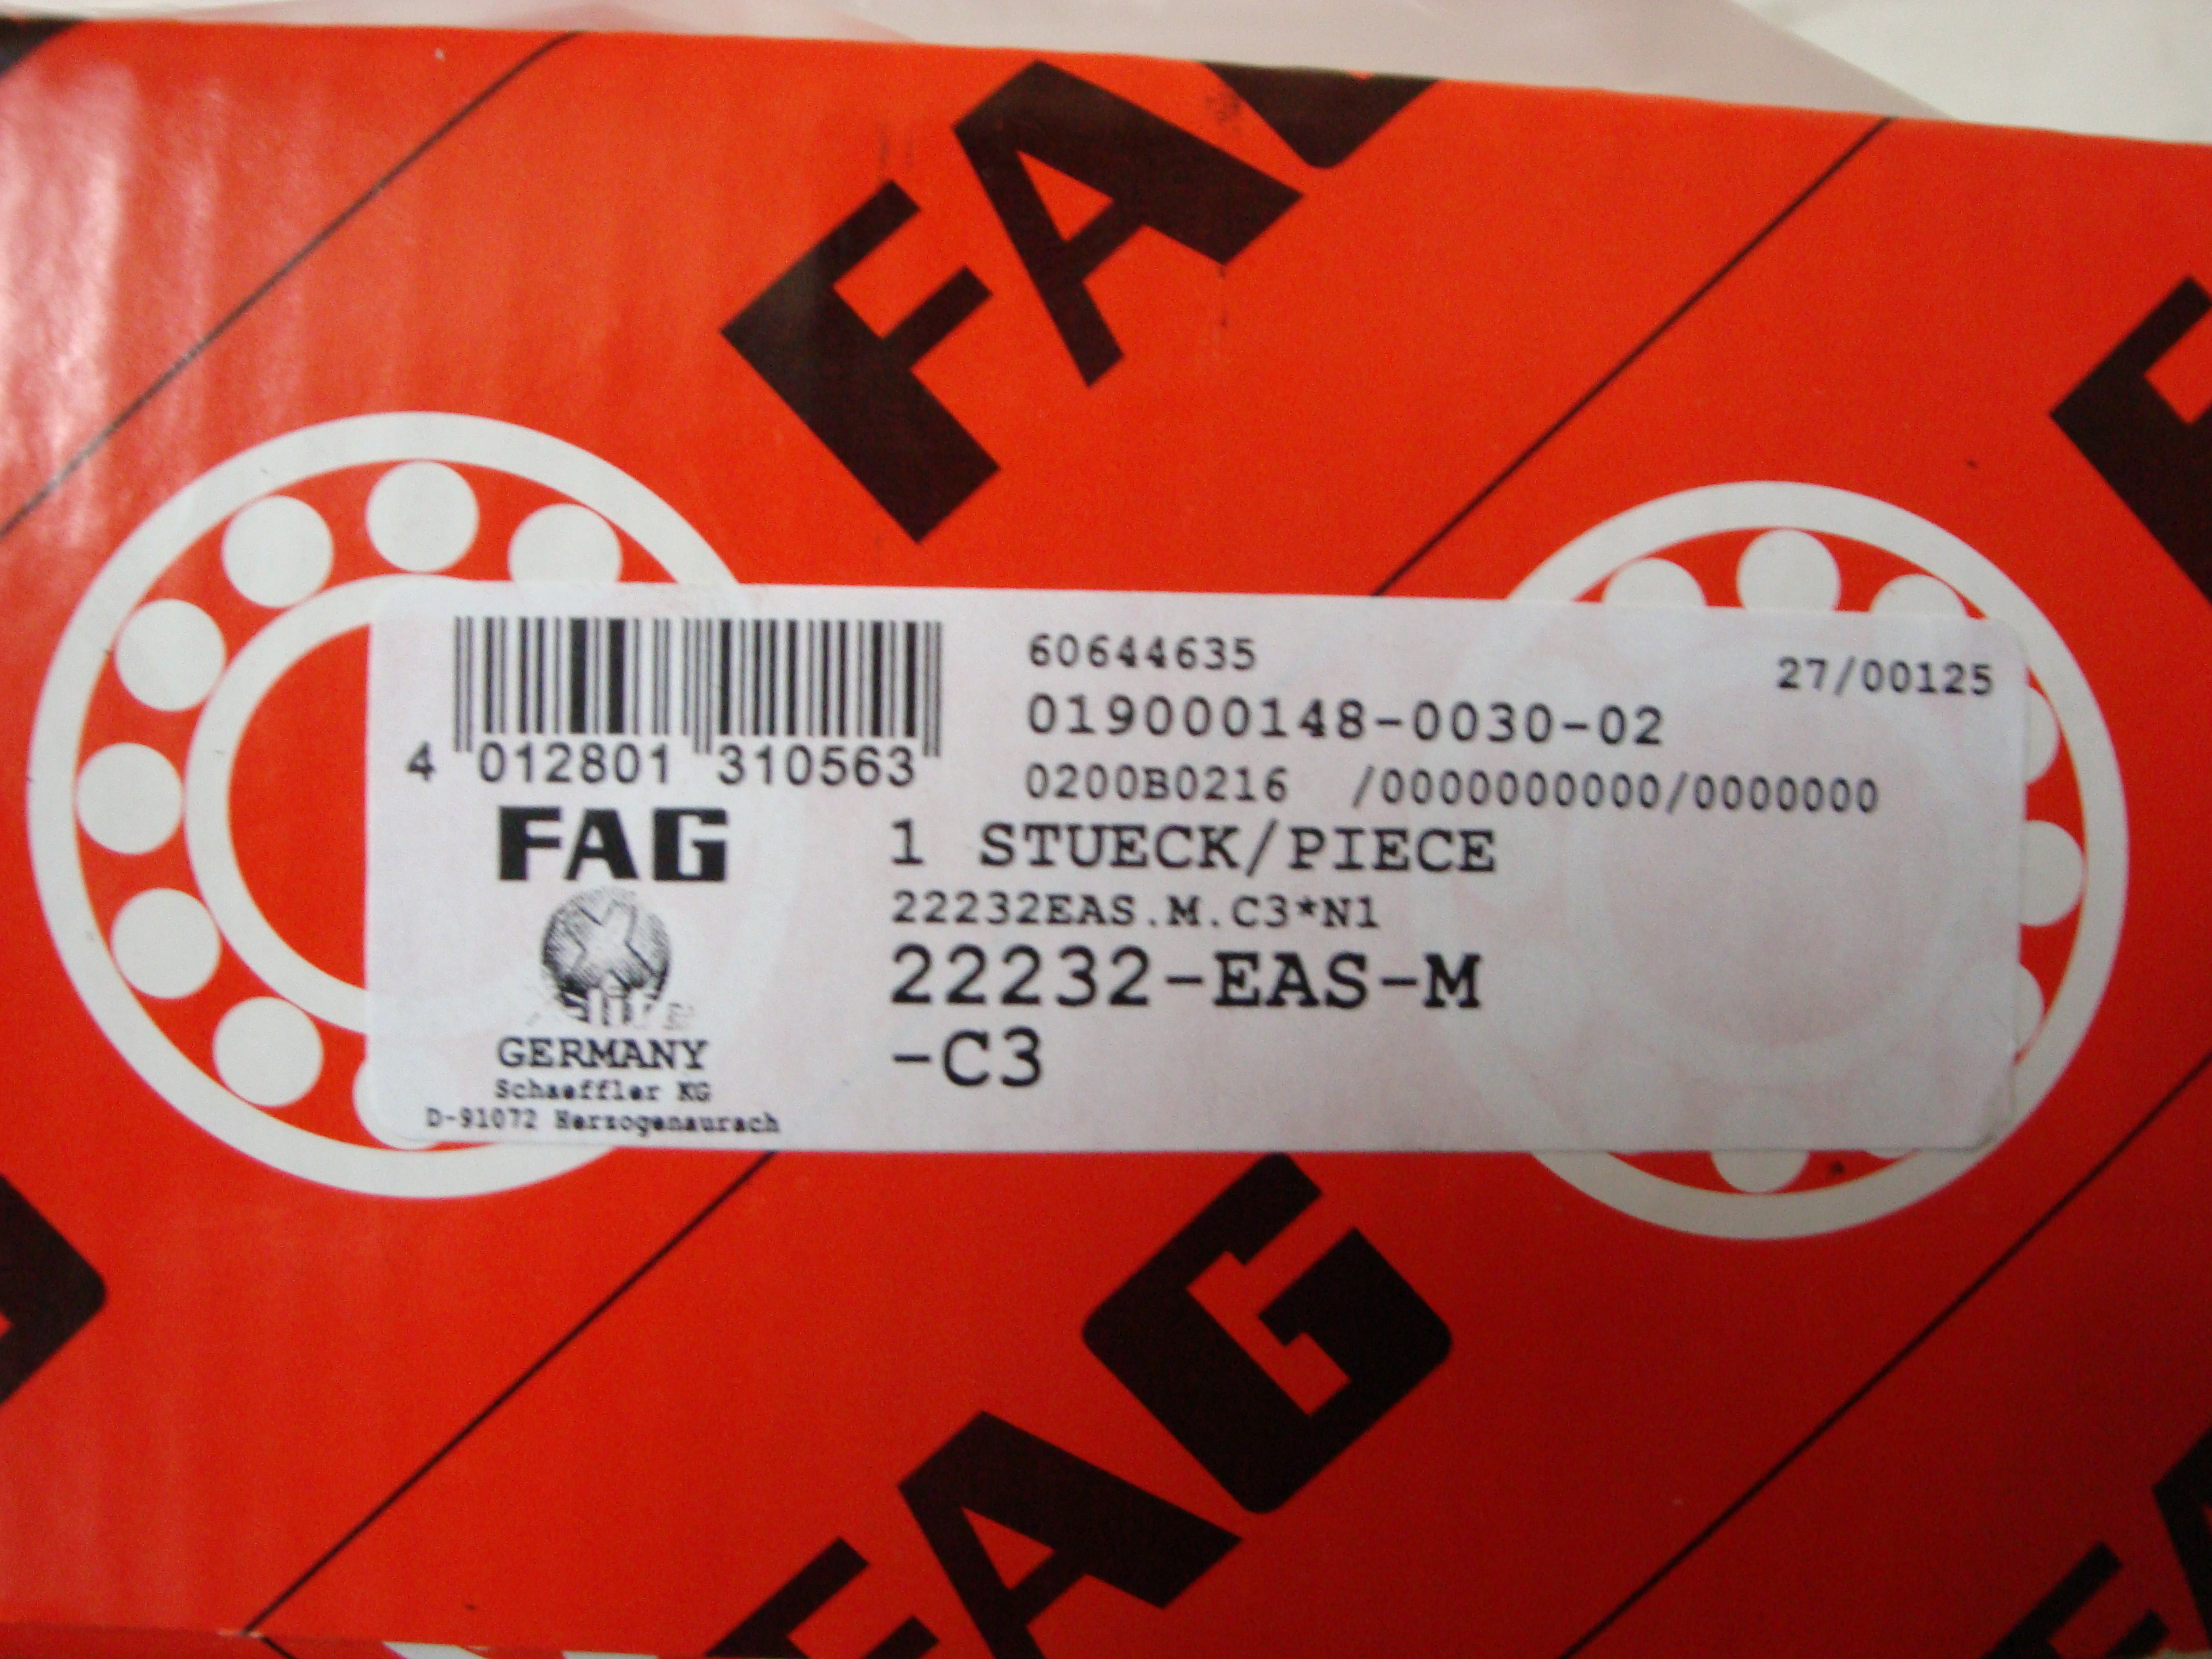 FAG
60644635
27/00125
019000148-0030-02
4 012801 310563
0200B0216 /0000000000/0000000
FAG
1 STUECK/PIECE
22232EAS.M.C3*N1
22232-EAS-M
-C3
GERMANY
Schaeffler KG
D-91072 Herzogenaurach
FAG